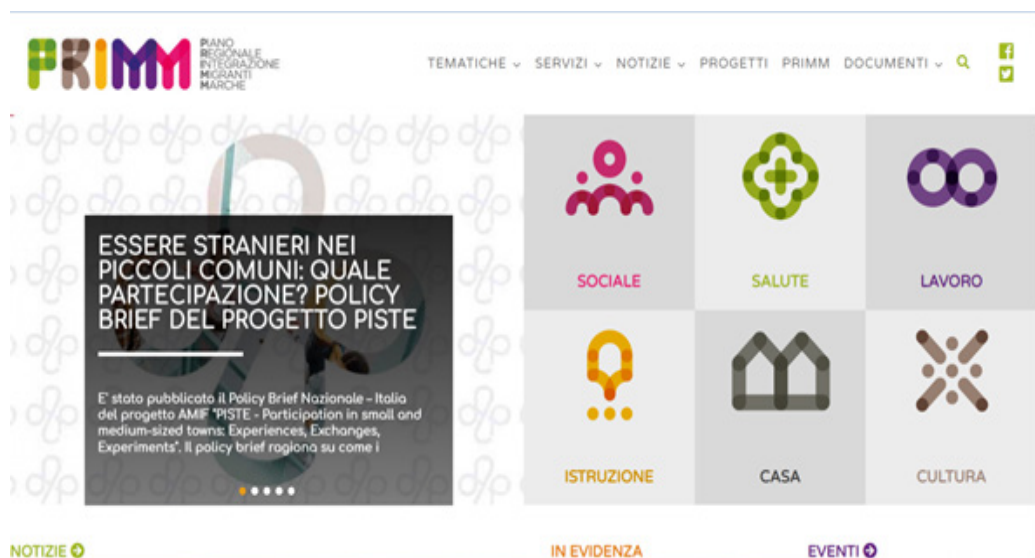 PRIMM
PIANO
REGIONALE
INTEGRAZIONE
MIGRANTI
MARCHE
TEMATICHE SERVIZI NOTIZIE PROGETTI PRIMM DOCUMENTI
ESSERE STRANIERI NEI
PICCOLI COMUNI: QUALE
PARTECIPAZIONE? POLICY
BRIEF DEL PROGETTO PISTE
E' stato pubblicato il Policy Brief Nazionale – Italia
del progetto AMIF "PISTE - Participation in small and
medium-sized towns: Experiences, Exchanges,
Experiments". Il policy brief ragiona su come i
SOCIALE SALUTE LAVORO
ISTRUZIONE CASA CULTURA
NOTIZIE IN EVIDENZA EVENTI